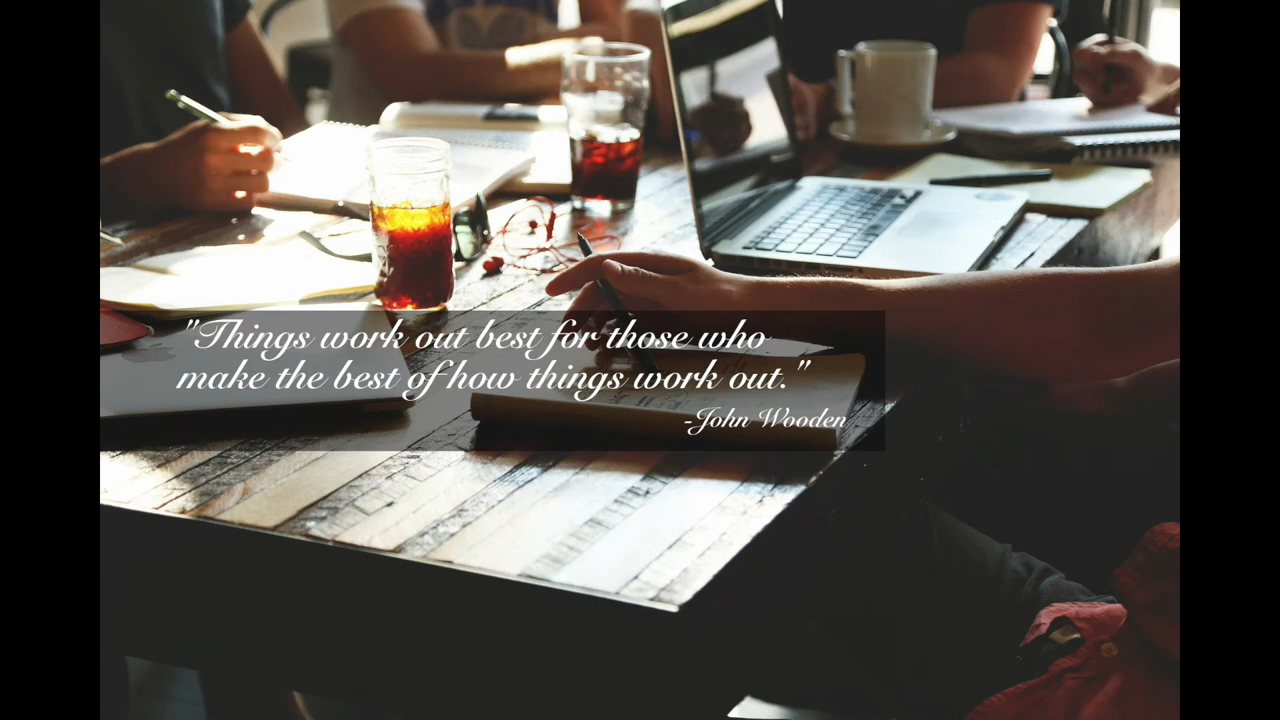 "Things work out best for those who
make the best of how things work out."
-John Wooden